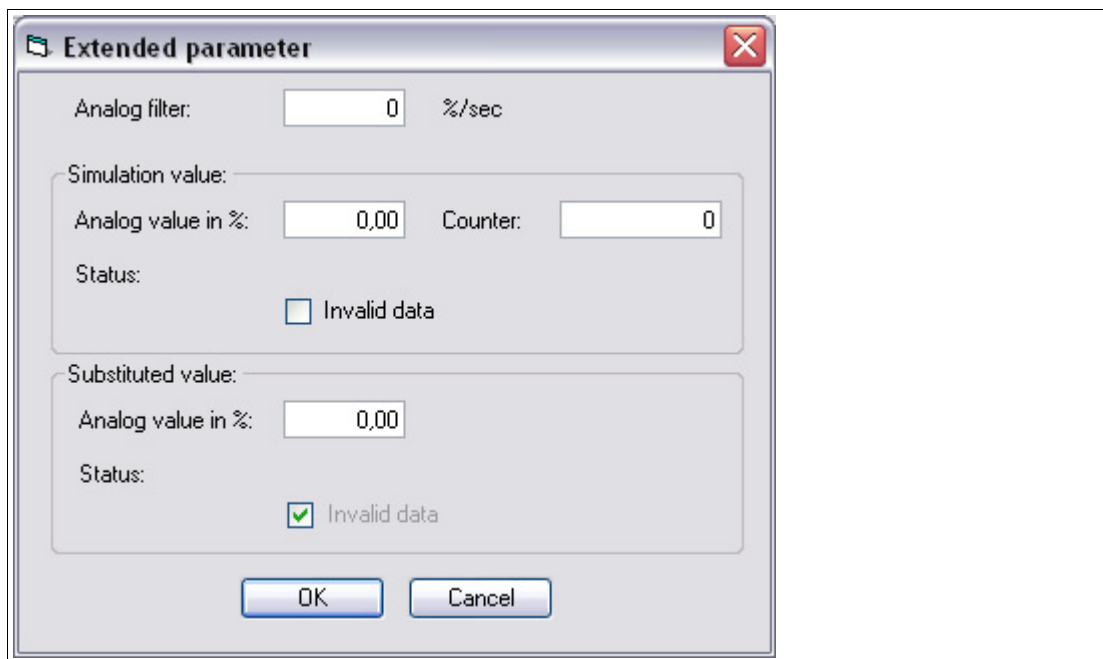 Extended parameter
Analog filter: 0 %/sec
Simulation value:
Analog value in %: 0,00 Counter: 0
Status:
Invalid data
Substituted value:
Analog value in %: 0,00
Status:
Invalid data
OK Cancel